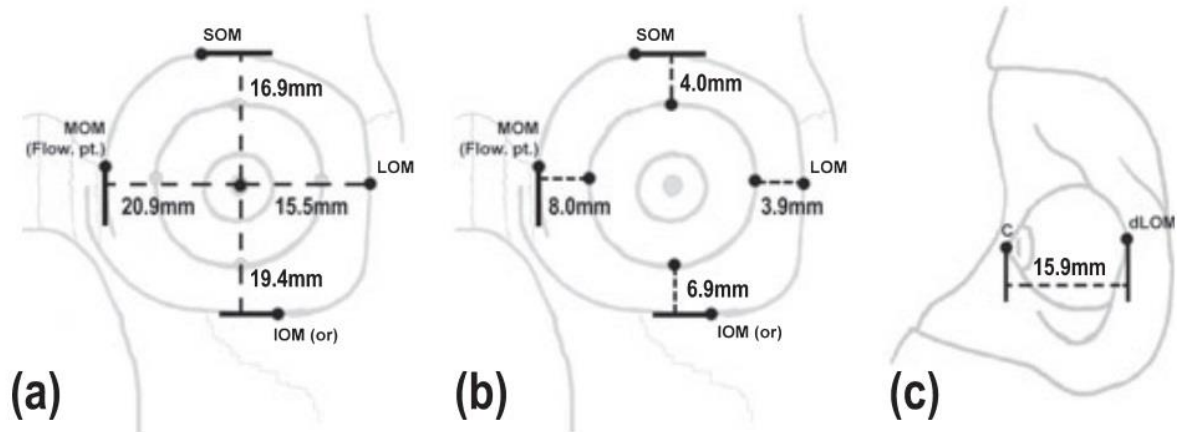 SOM
16.9mm
MOM
(Flow. pt.)
LOM
20.9mm
15.5mm
19.4mm
IOM (or)
(a)
SOM
4.0mm
MOM
(Flow. pt.)
LOM
8.0mm
3.9mm
6.9mm
IOM (or)
(b)
C
dLOM
15.9mm
(c)